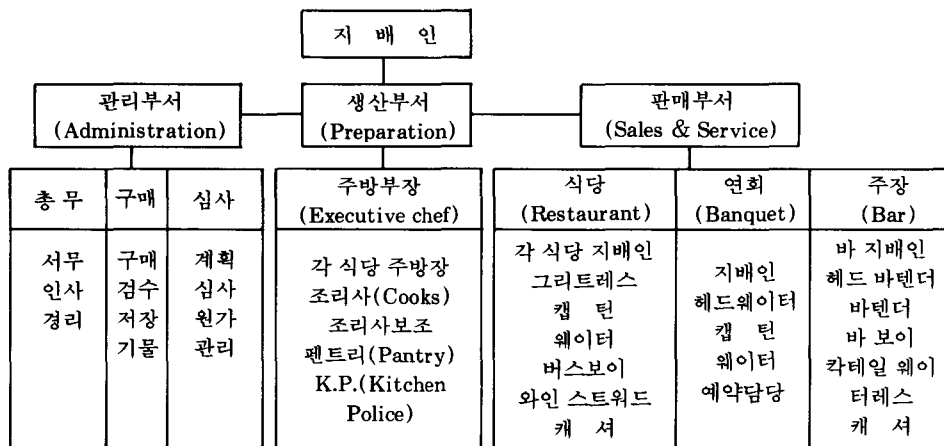 지 배 인
관리부서
(Administration)
생산부서
(Preparation)
판매부서
(Sales & Service)
총 무
구매
심사
서무
인사
경리
구매
검수
저장
기물
계획
심사
원가
관리
주방부장
(Executive chef)
각 식당 주방장
조리사(Cooks)
조리사보조
펜트리(Pantry)
K.P.(Kitchen
Police)
식당
(Restaurant)
각 식당 지배인
그리트레스
캡 턴
웨이터
버스보이
와인 스트워드
캐 셔
연회
(Banquet)
지배인
헤드웨이터
캡 턴
웨이터
예약담당
주장
(Bar)
바 지배인
헤드 바텐더
바텐더
바 보이
칵테일 웨이
터레스
캐 셔